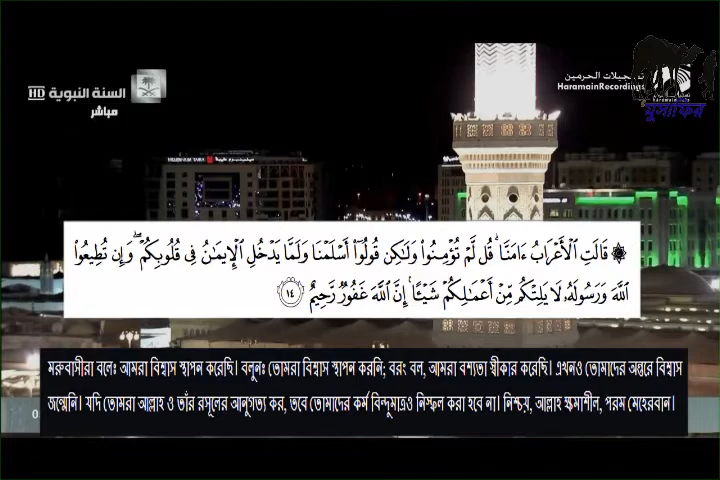 السنة النبوية HD
مباشر
تسجيلات الحرمين
HaramainRecordings
মুসাফির
MILLENNIUM TAIBA
۞ قَالَتِ ٱلْأَعْرَابُ ءَامَنَّا ۖ قُل لَّمْ تُؤْمِنُوا۟ وَلَٰكِن قُولُوٓا۟ أَسْلَمْنَا وَلَمَّا يَدْخُلِ ٱلْإِيمَٰنُ فِى قُلُوبِكُمْ ۖ وَإِن تُطِيعُوا۟
ٱللَّهَ وَرَسُولَهُۥ لَا يَلِتْكُم مِّنْ أَعْمَٰلِكُمْ شَيْـًٔا ۚ إِنَّ ٱللَّهَ غَفُورٌ رَّحِيمٌ ١٤
মরুবাসীরা বলেঃ আমরা বিশ্বাস স্থাপন করেছি। বলুনঃ তোমরা বিশ্বাস স্থাপন করনি; বরং বল, আমরা বশ্যতা স্বীকার করেছি। এখনও তোমাদের অন্তরে বিশ্বাস
জন্মেনি। যদি তোমরা আল্লাহ ও তাঁর রসূলের আনুগত্য কর, তবে তোমাদের কর্ম বিন্দুমাত্রও নিস্ফল করা হবে না। নিশ্চয়, আল্লাহ ক্ষমাশীল, পরম মেহেরবান।